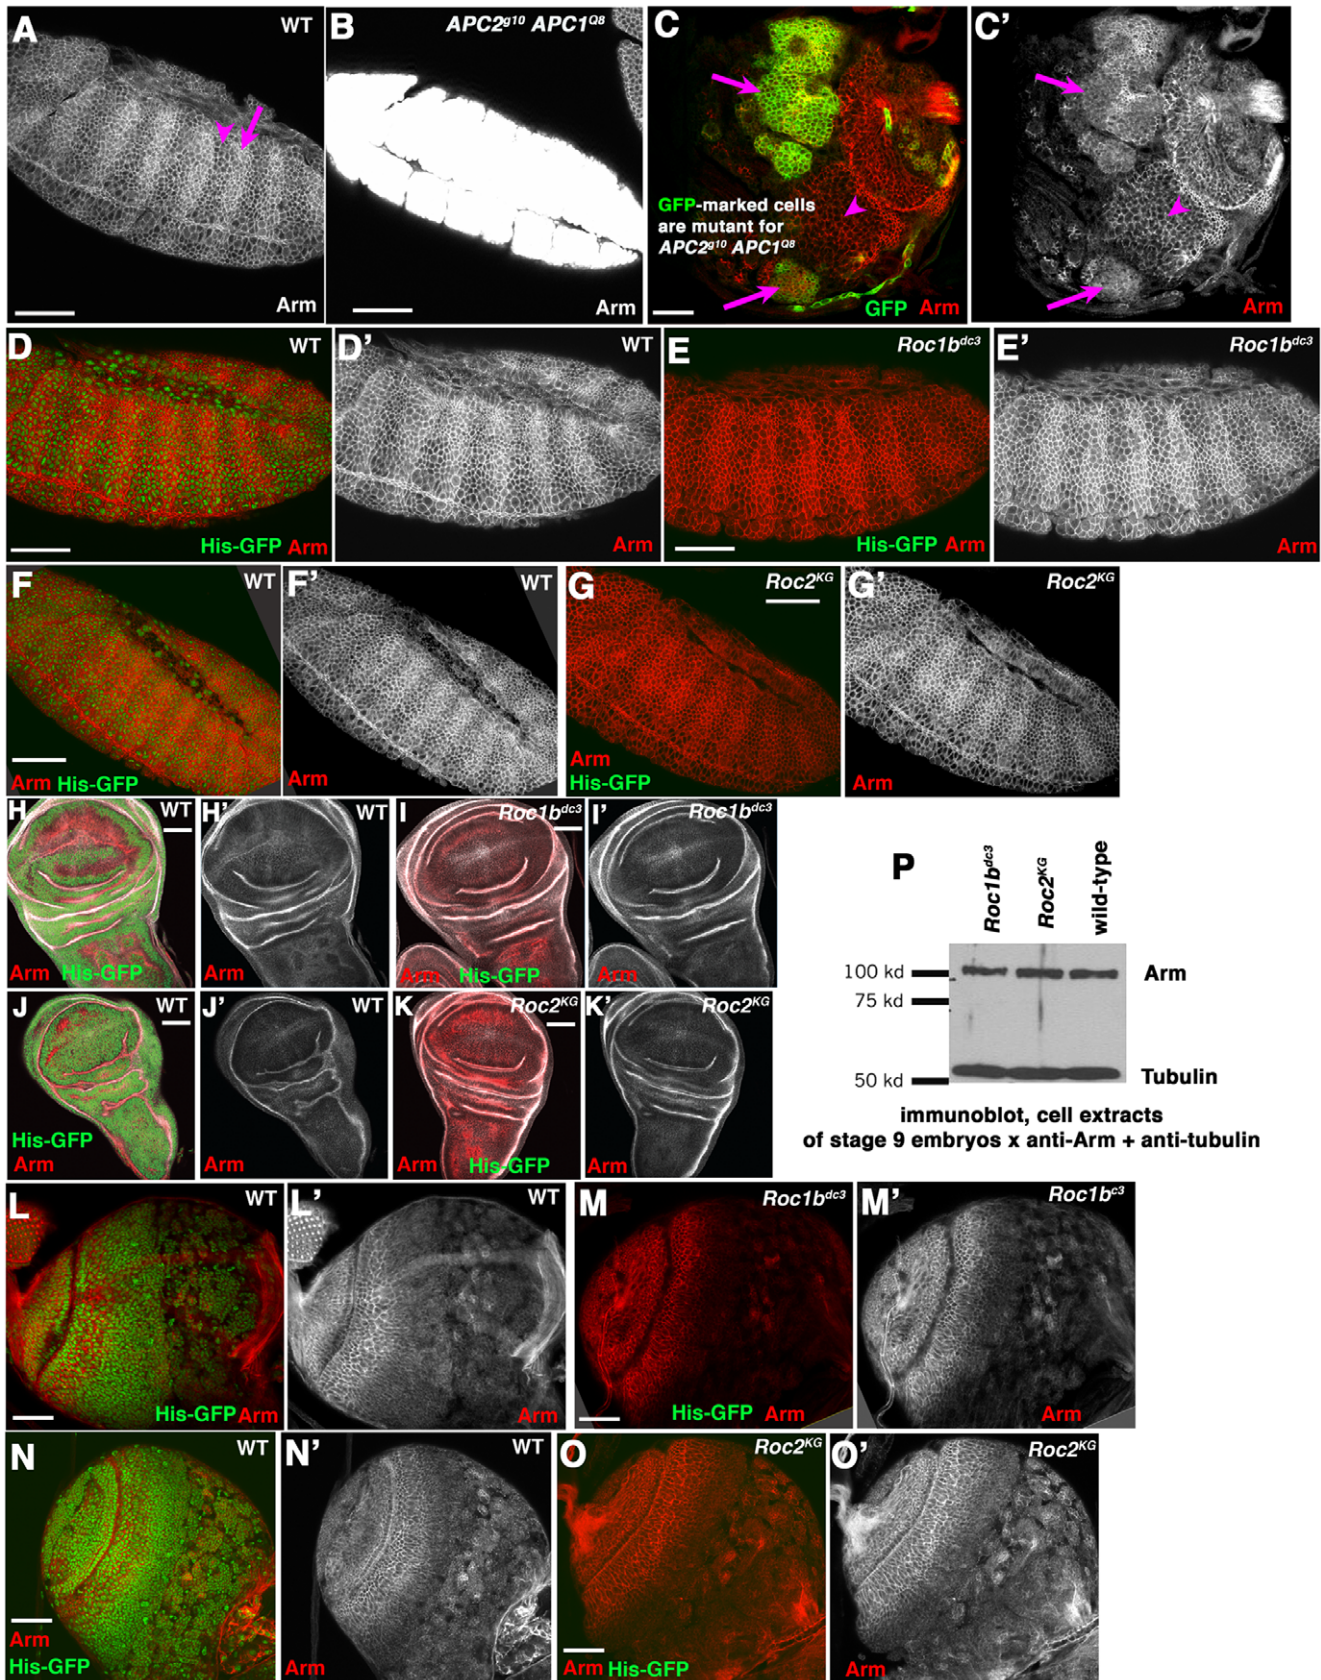 A WT
Arm
B APC2g10 APC1Q8
Arm
C
GFP-marked cells
are mutant for
APC2g10 APC1Q8
GFP Arm
C'
Arm
D WT
His-GFP Arm
D' WT
Arm
E Roc1bdc3
His-GFP Arm
E' Roc1bdc3
Arm
F WT
Arm His-GFP
F' WT
Arm
G Roc2KG
Arm
His-GFP
G' Roc2KG
Arm
H WT
Arm His-GFP
H' WT
Arm
I Roc1bdc3
Arm His-GFP
I' Roc1bdc3
Arm
J WT
His-GFP
Arm
J' WT
Arm
K Roc2KG
Arm His-GFP
K' Roc2KG
Arm
P
Roc1bdc3
Roc2KG
wild-type
100 kd Arm
75 kd
50 kd Tubulin
immunoblot, cell extracts
of stage 9 embryos x anti-Arm + anti-tubulin
L WT
His-GFP Arm
L' WT
Arm
M Roc1bdc3
His-GFP Arm
M' Roc1bc3
Arm
N WT
Arm
His-GFP
N' WT
Arm
O Roc2KG
Arm His-GFP
O' Roc2KG
Arm